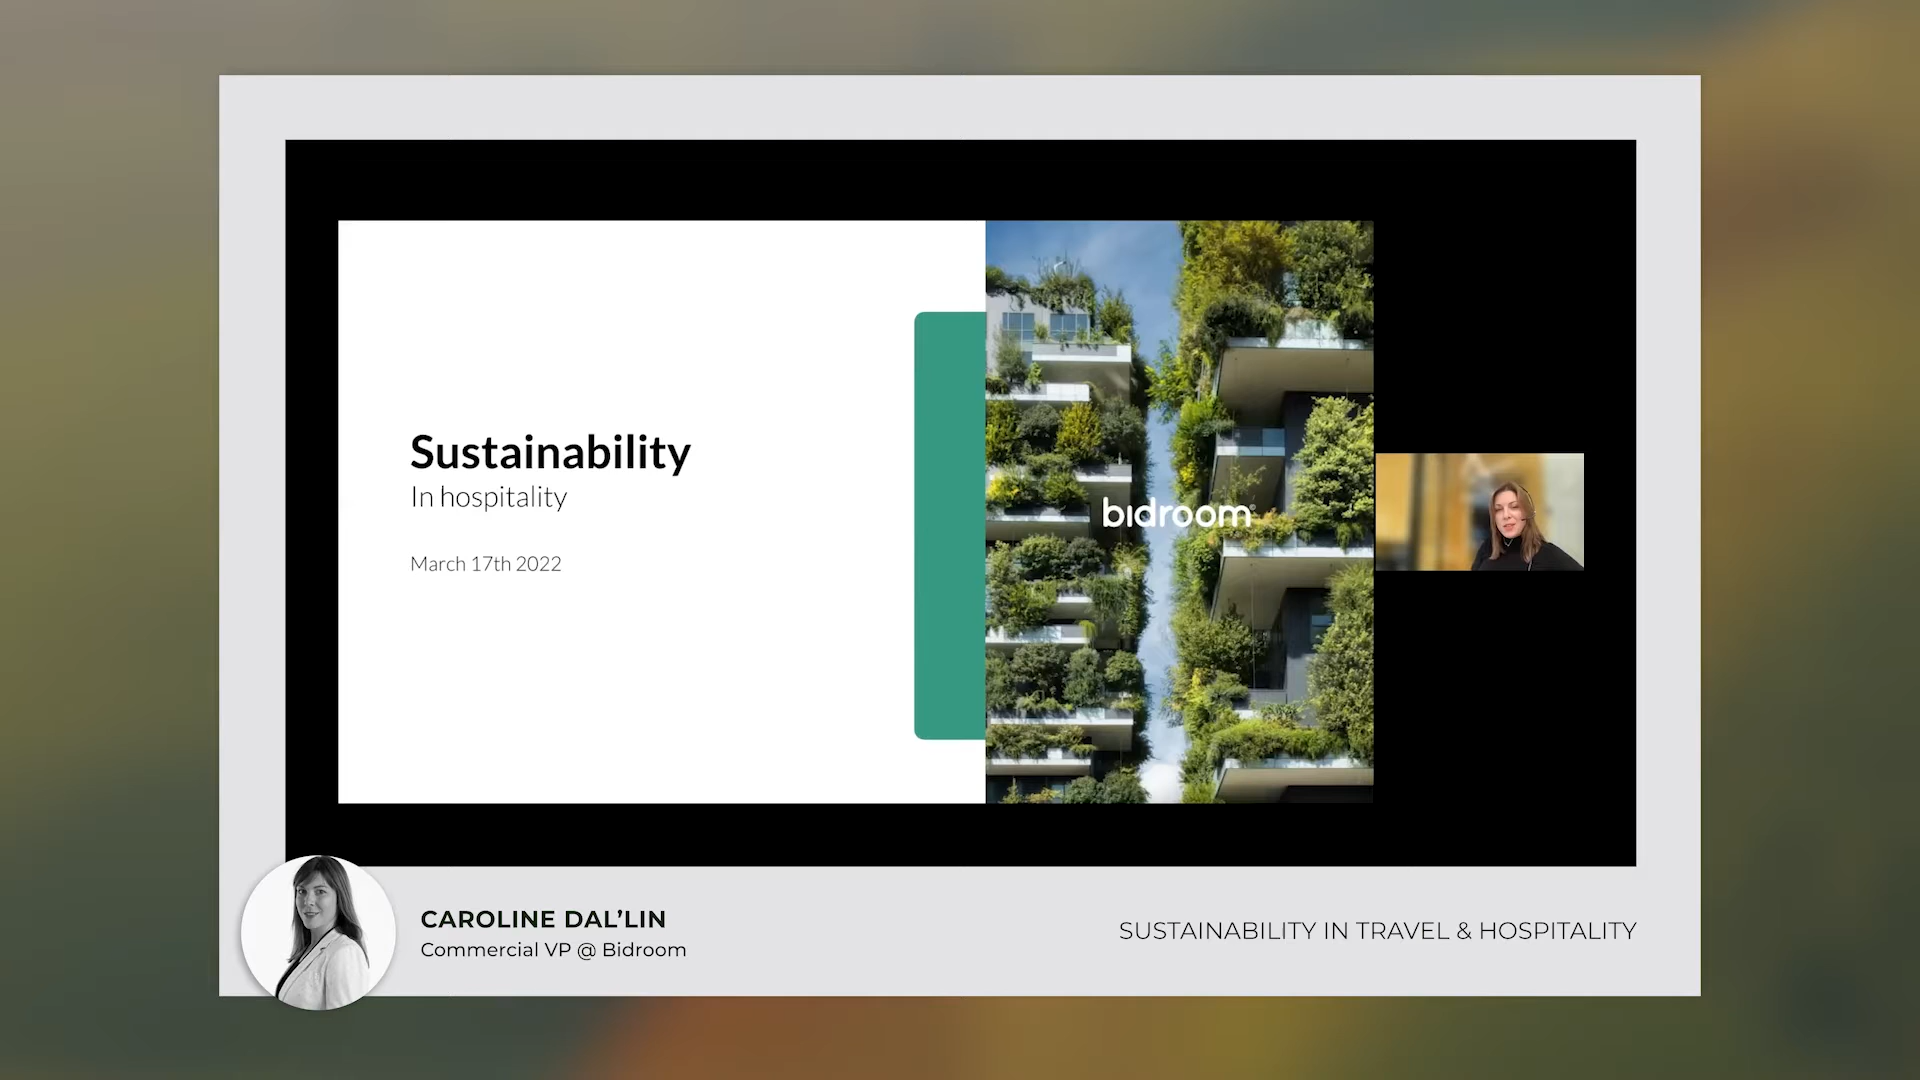 Sustainability
In hospitality
March 17th 2022
bidroom
CAROLINE DAL’LIN
Commercial VP @ Bidroom
SUSTAINABILITY IN TRAVEL & HOSPITALITY